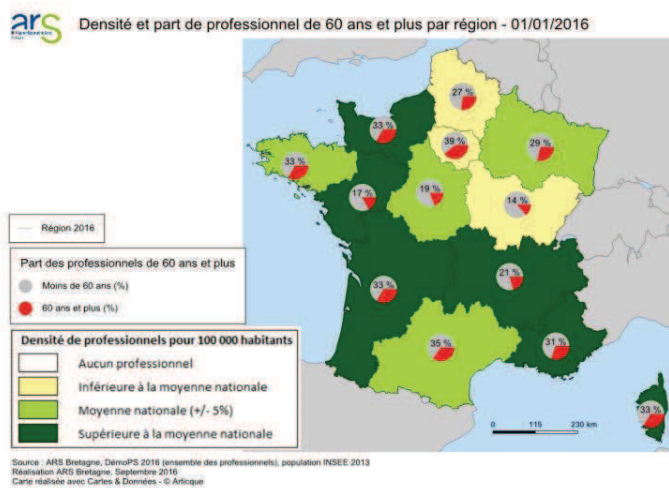 ars
Densité et part de professionnel de 60 ans et plus par région - 01/01/2016
27 %
33 %
39 %
29 %
33 %
17 %
19 %
14 %
Région 2016
Part des professionnels de 60 ans et plus
Moins de 60 ans (%)
60 ans et plus (%)
33 %
21 %
35 %
31 %
33 %
Densité de professionnels pour 100 000 habitants
Aucun professionnel
Inférieure à la moyenne nationale
Moyenne nationale (+/- 5%)
Supérieure à la moyenne nationale
0 115 230 km
Source : ARS Bretagne, DémoPS 2016 (ensemble des professionnels), population INSEE 2013
Réalisation ARS Bretagne, Septembre 2016
Carte réalisée avec Cartes & Données - © Articque